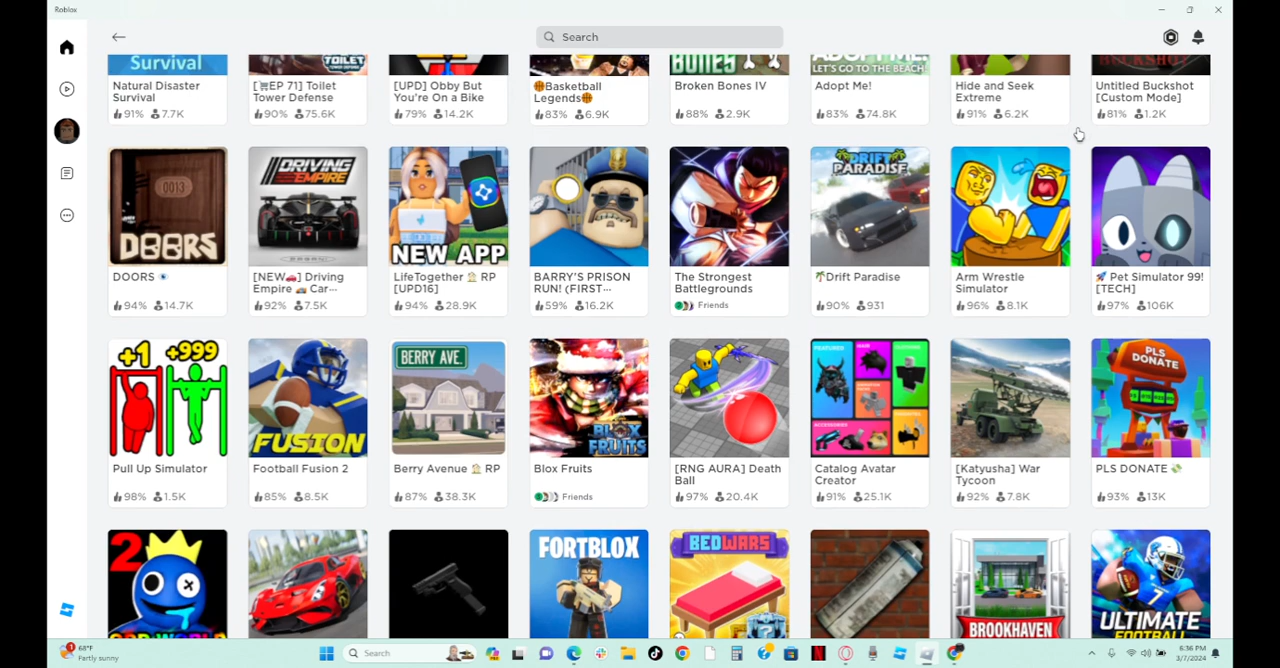 Roblox
Search
Survival
TOILET
BONES
ADOPT ME!
LET'S GO TO THE BEACH!
BUCKSHOT
Natural Disaster
Survival
[🛒EP 71] Toilet
Tower Defense
[UPD] Obby But
You're On a Bike
🏀Basketball
Legends🏀
Broken Bones IV
Adopt Me!
Hide and Seek
Extreme
Untitled Buckshot
[Custom Mode]
91% 7.7K
90% 75.6K
79% 14.2K
83% 6.9K
88% 2.9K
83% 74.8K
91% 6.2K
81% 1.2K
0013
DOORS
DRIVING
EMPIRE
NEW APP
DRIFT
PARADISE
DOORS 👁
[NEW🚗] Driving
Empire 🏎 Car···
LifeTogether 🏠 RP
[UPD16]
BARRY'S PRISON
RUN! (FIRST···
The Strongest
Battlegrounds
🌴Drift Paradise
Arm Wrestle
Simulator
🚀 Pet Simulator 99!
[TECH]
94% 14.7K
92% 7.5K
94% 28.9K
59% 16.2K
Friends
90% 931
96% 8.1K
97% 106K
+1 +999
FUSION
BERRY AVE.
BLOX
FRUITS
FEATURED
PLS
DONATE
Pull Up Simulator
Football Fusion 2
Berry Avenue 🏠 RP
Blox Fruits
[RNG AURA] Death
Ball
Catalog Avatar
Creator
[Katyusha] War
Tycoon
PLS DONATE 💸
98% 1.5K
85% 8.5K
87% 38.3K
Friends
97% 20.4K
91% 25.1K
92% 7.8K
93% 13K
2
FORTBLOX
BEDWARS
BROOKHAVEN
7
ULTIMATE
FOOTBALL
1
68°F
Partly sunny
Search
6:36 PM
3/7/2024